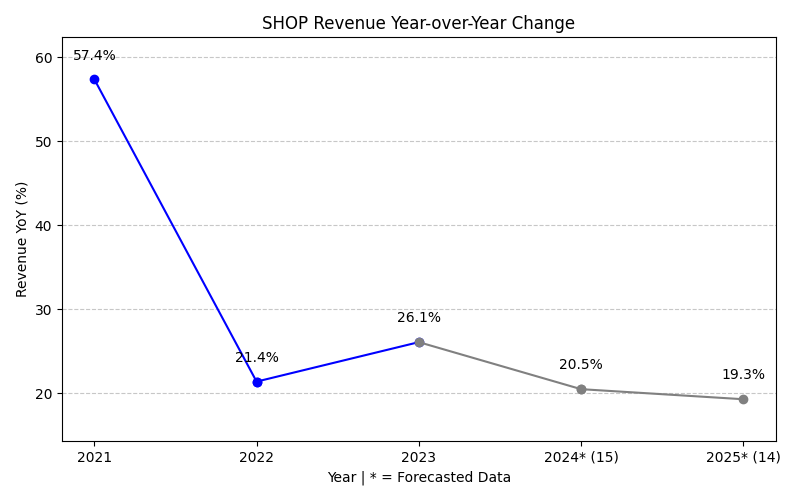 SHOP Revenue Year-over-Year Change
57.4%
21.4%
26.1%
20.5%
19.3%
60
50
40
30
20
Revenue YoY (%)
2021 2022 2023 2024* (15) 2025* (14)
Year | * = Forecasted Data